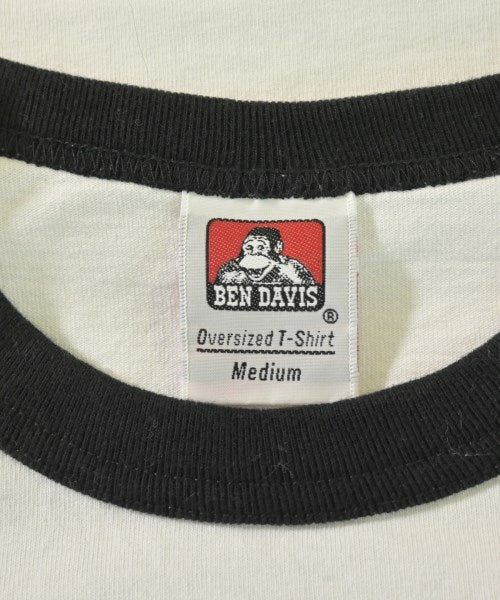 BEN DAVIS
®
Oversized T-Shirt
Medium